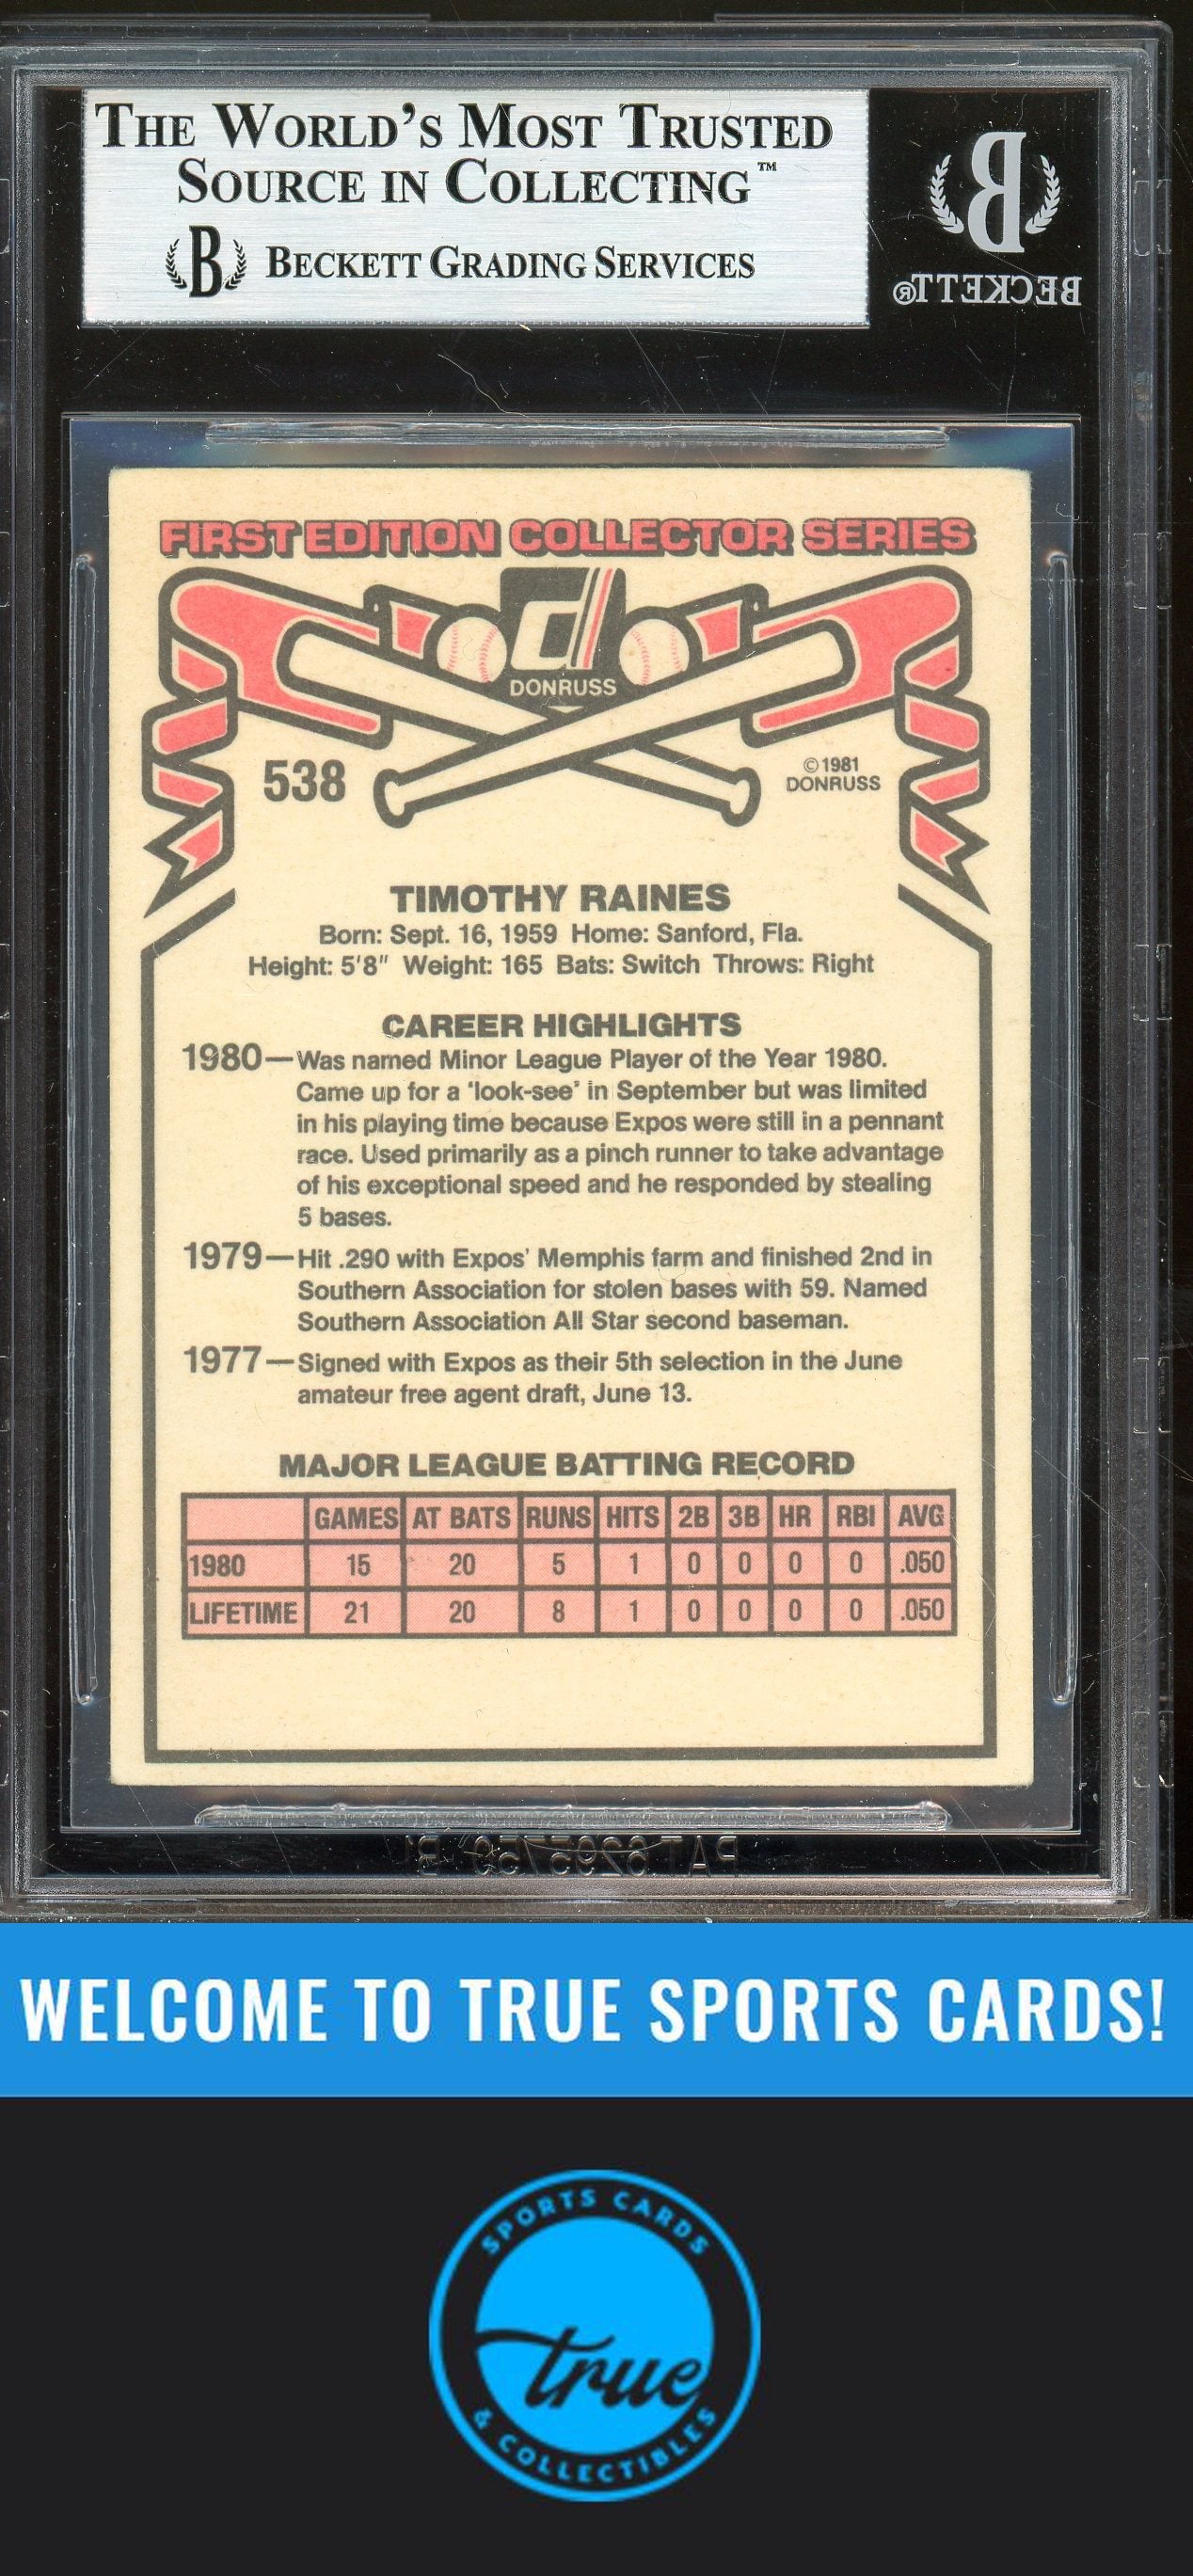 THE WORLD'S MOST TRUSTED
SOURCE IN COLLECTING™
B BECKETT GRADING SERVICES
B
BECKETT®
FIRST EDITION COLLECTOR SERIES
d
DONRUSS
538
© 1981
DONRUSS
TIMOTHY RAINES
Born: Sept. 16, 1959 Home: Sanford, Fla.
Height: 5'8" Weight: 165 Bats: Switch Throws: Right
CAREER HIGHLIGHTS
1980—Was named Minor League Player of the Year 1980.
Came up for a 'look-see' in September but was limited
in his playing time because Expos were still in a pennant
race. Used primarily as a pinch runner to take advantage
of his exceptional speed and he responded by stealing
5 bases.
1979—Hit .290 with Expos' Memphis farm and finished 2nd in
Southern Association for stolen bases with 59. Named
Southern Association All Star second baseman.
1977—Signed with Expos as their 5th selection in the June
amateur free agent draft, June 13.
MAJOR LEAGUE BATTING RECORD
GAMES AT BATS RUNS HITS 2B 3B HR RBI AVG
1980 15 20 5 1 0 0 0 0 .050
LIFETIME 21 20 8 1 0 0 0 0 .050
PAT 6295759 B1
WELCOME TO TRUE SPORTS CARDS!
SPORTS CARDS
true
& COLLECTIBLES